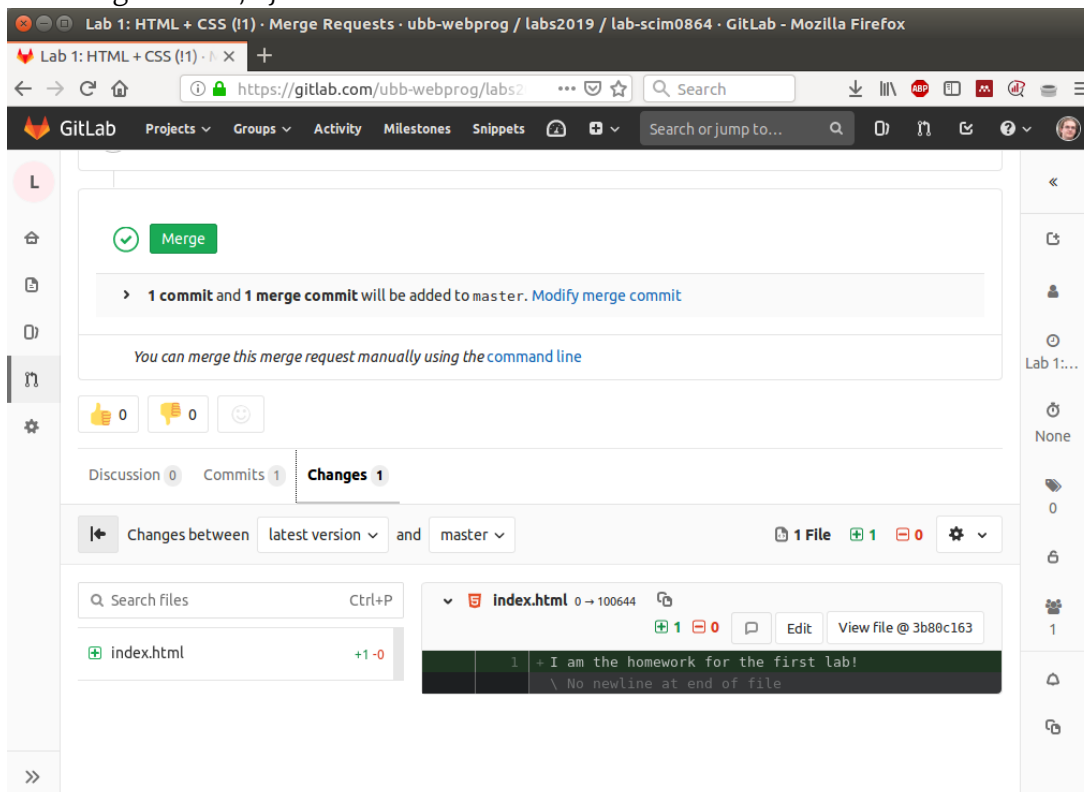 Lab 1: HTML + CSS (!1) · Merge Requests · ubb-webprog / labs2019 / lab-scim0864 · GitLab - Mozilla Firefox
Lab 1: HTML + CSS (!1) ·
https://gitlab.com/ubb-webprog/labs2 Search ABP
GitLab Projects Groups Activity Milestones Snippets Search or jump to...
L
Merge
1 commit and 1 merge commit will be added to master. Modify merge commit
You can merge this merge request manually using the command line
Lab 1:...
0 0
None
Discussion 0 Commits 1 Changes 1
0
Changes between latest version and master 1 File 1 0
Search files Ctrl+P index.html 0 → 100644
1 0 Edit View file @ 3b80c163
1
index.html +1 -0
1 + I am the homework for the first lab!
\ No newline at end of file